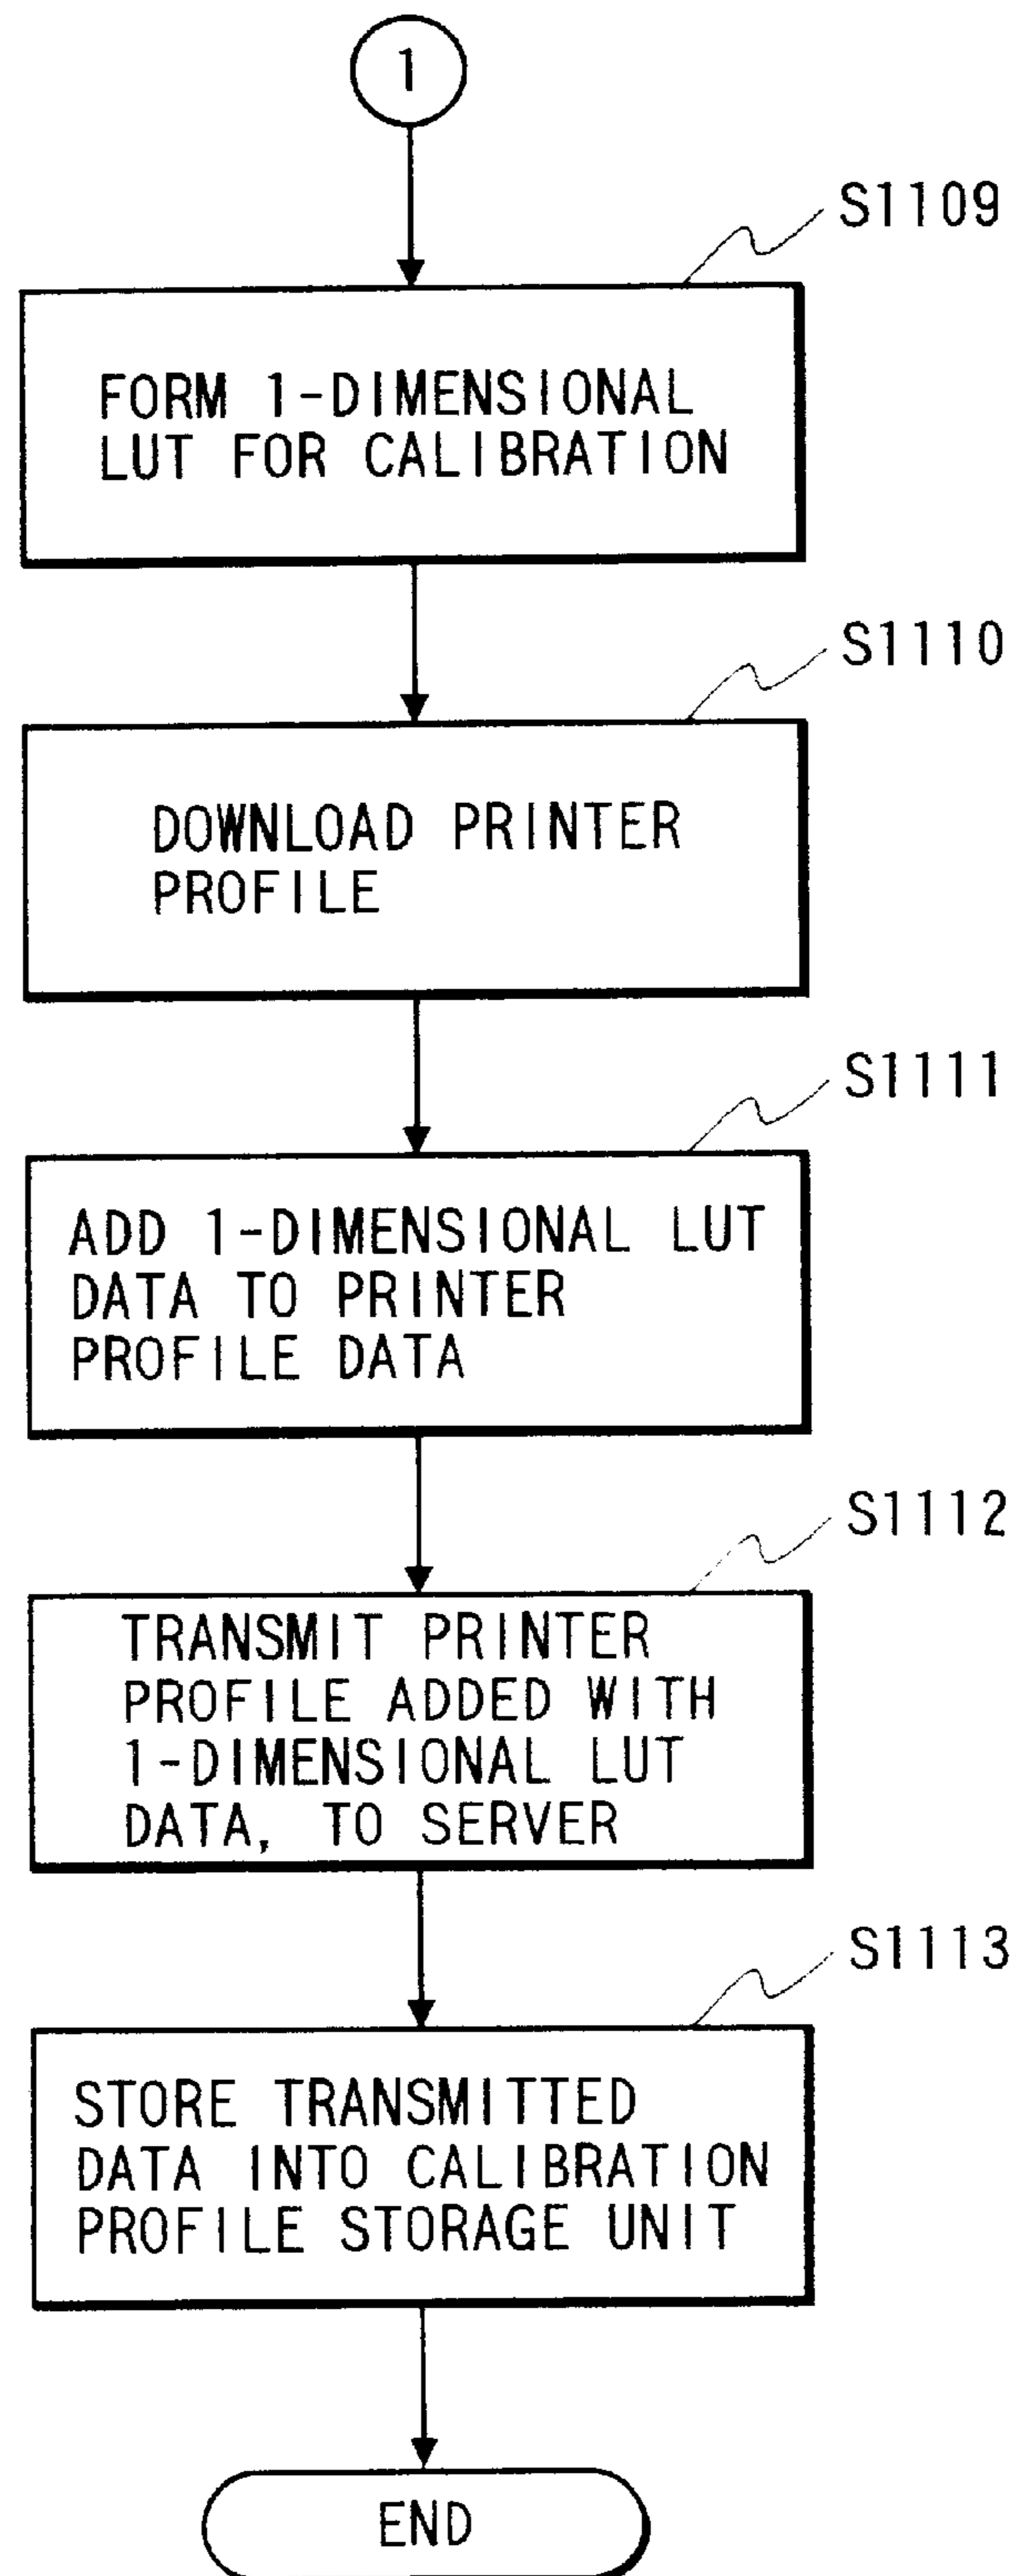 1
S1109
FORM 1-DIMENSIONAL
LUT FOR CALIBRATION
S1110
DOWNLOAD PRINTER
PROFILE
S1111
ADD 1-DIMENSIONAL LUT
DATA TO PRINTER
PROFILE DATA
S1112
TRANSMIT PRINTER
PROFILE ADDED WITH
1-DIMENSIONAL LUT
DATA, TO SERVER
S1113
STORE TRANSMITTED
DATA INTO CALIBRATION
PROFILE STORAGE UNIT
END